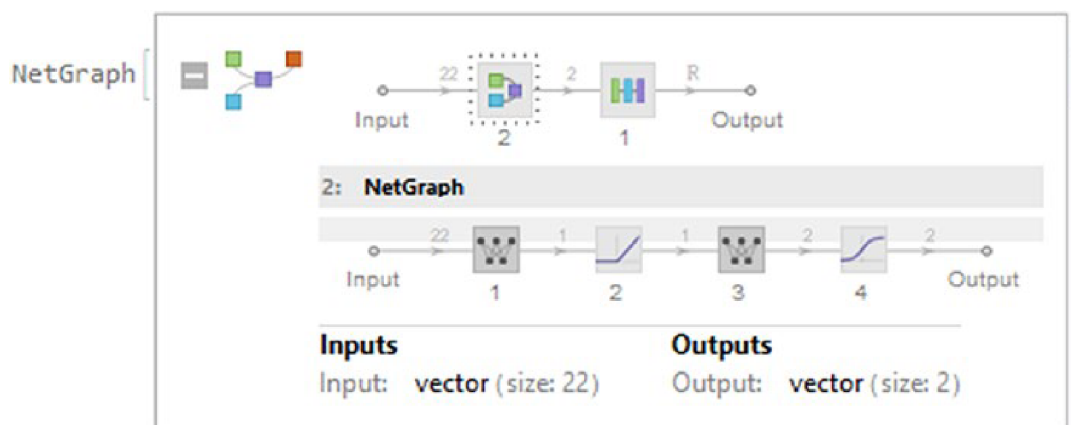 NetGraph
22 2 R
Input 2 1 Output
2: NetGraph
22 1 1 2 2
Input 1 2 3 4 Output
Inputs Outputs
Input: vector (size: 22) Output: vector (size: 2)